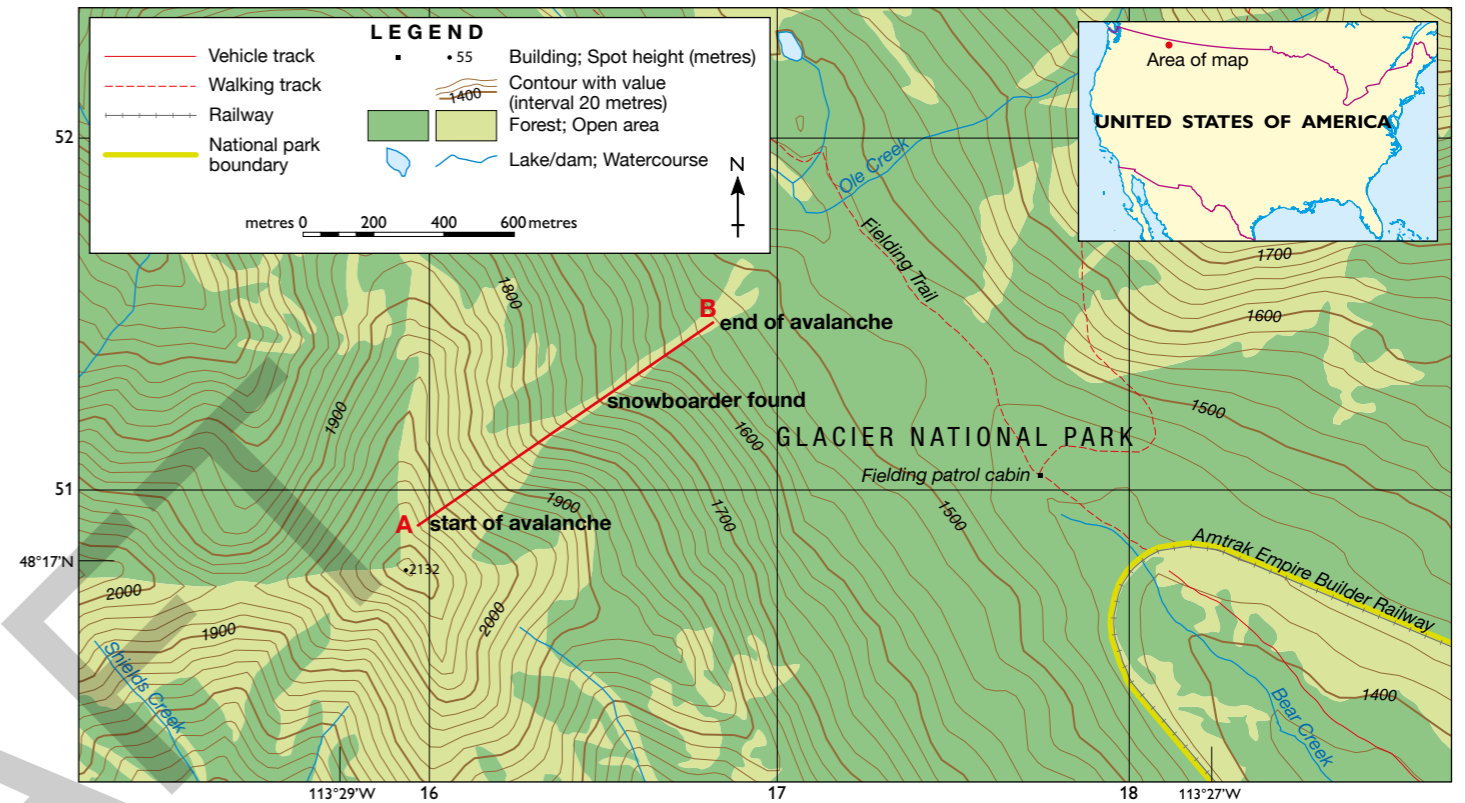 LEGEND
Vehicle track
Walking track
Railway
National park
boundary
55
Building; Spot height (metres)
1400
Contour with value
(interval 20 metres)
Forest; Open area
Lake/dam; Watercourse
N
metres 0 200 400 600 metres
Area of map
UNITED STATES OF AMERICA
52
Ole Creek
Fielding Trail
1700
1800
1600
B
end of avalanche
1900
snowboarder found
1500
1600
GLACIER NATIONAL PARK
Fielding patrol cabin
51
1900
1700
1500
A
start of avalanche
Amtrak Empire Builder Railway
48°17'N
2132
2000
2000
1900
Shields Creek
1400
Bear Creek
113°29'W
16
17
18
113°27'W